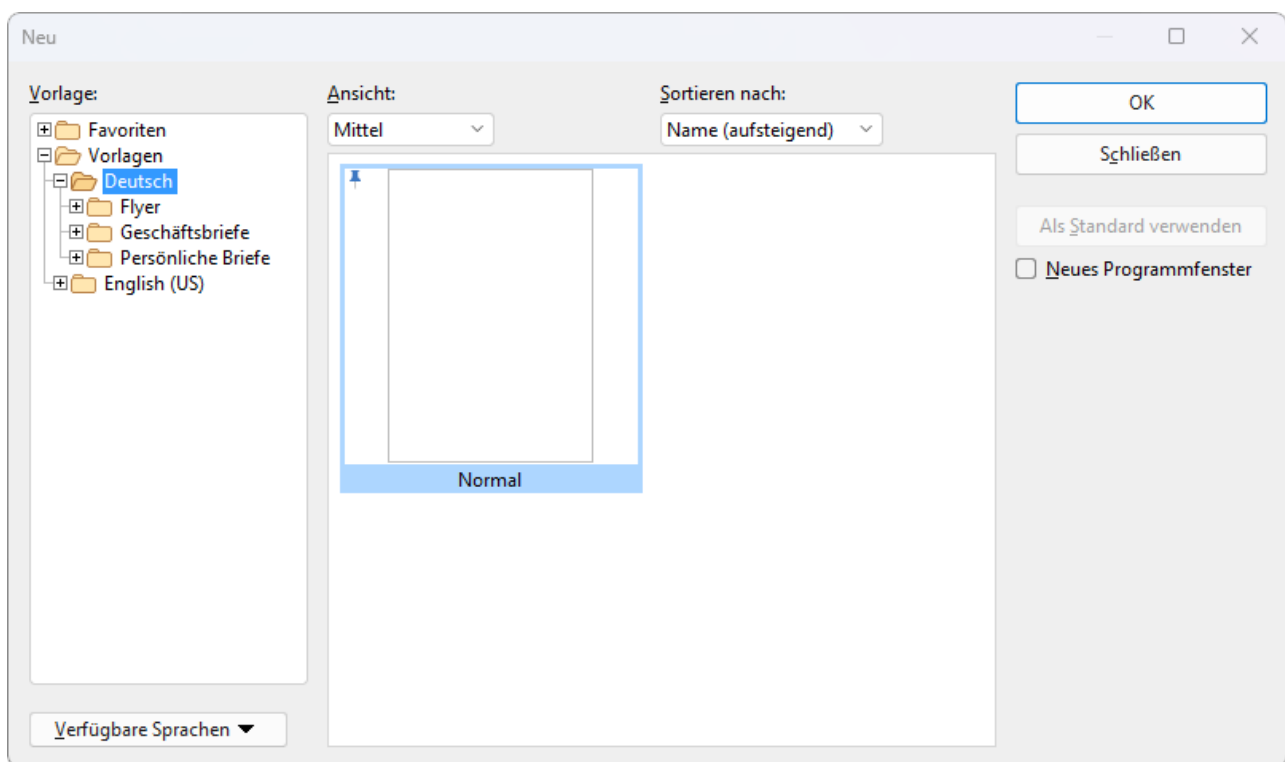 Neu
Vorlage:
Favoriten
Vorlagen
Deutsch
Flyer
Geschäftsbriefe
Persönliche Briefe
English (US)
Verfügbare Sprachen
Ansicht:
Mittel
Sortieren nach:
Name (aufsteigend)
Normal
OK
Schließen
Als Standard verwenden
Neues Programmfenster